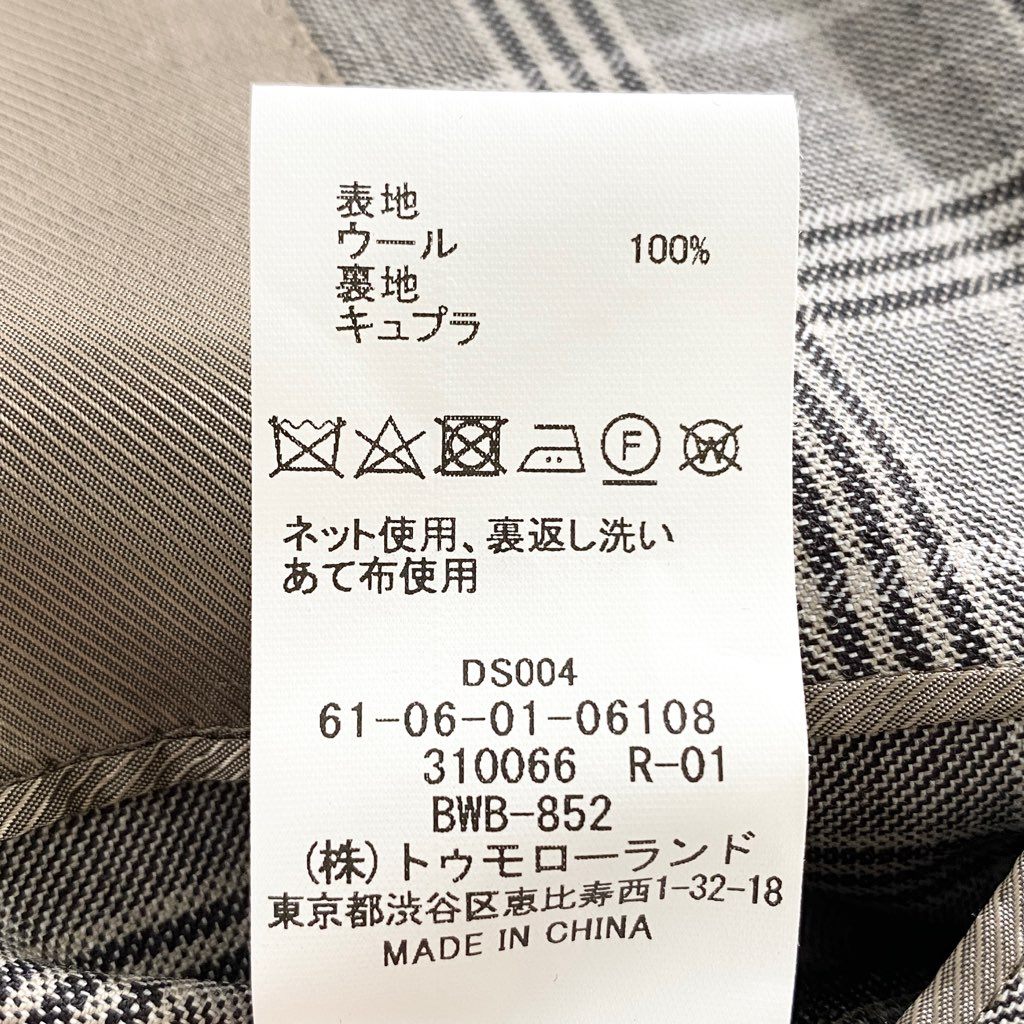 表地
ウール 100%
裏地
キュプラ
F W
ネット使用、裏返し洗い
あて布使用
DS004
61-06-01-06108
310066 R-01
BWB-852
(株)トゥモローランド
東京都渋谷区恵比寿西1-32-18
MADE IN CHINA